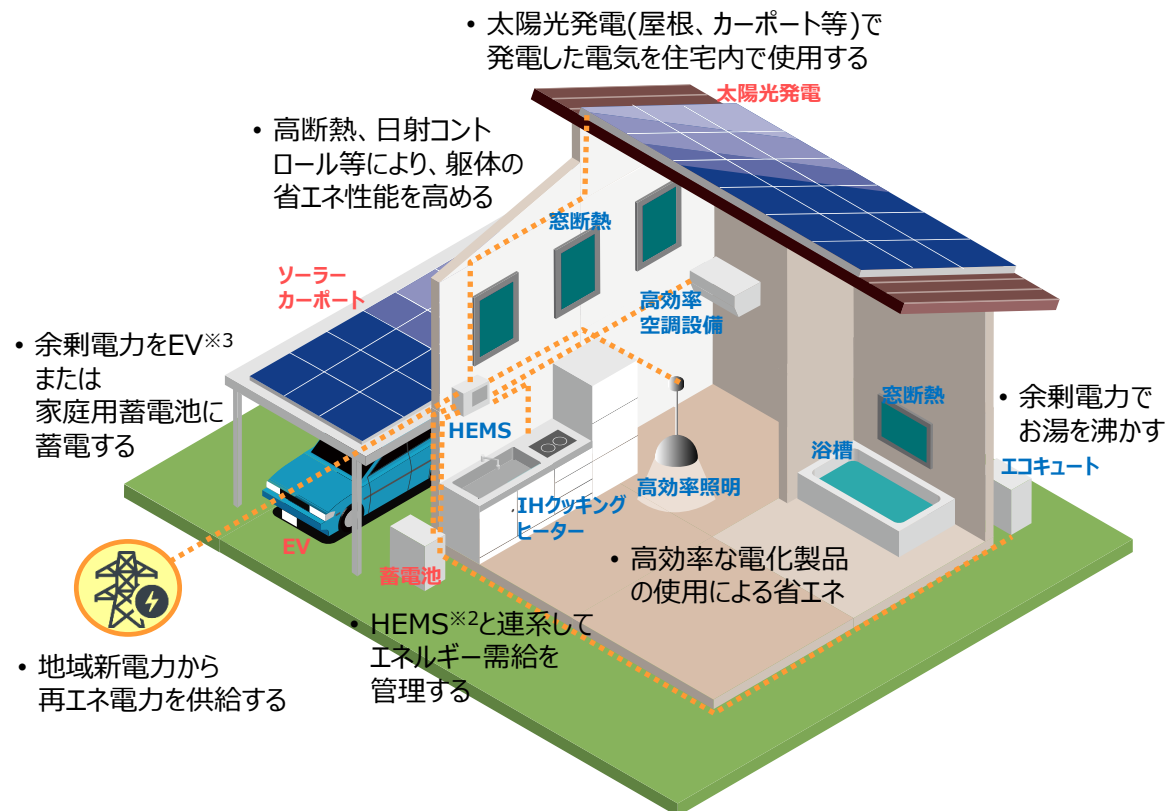 • 太陽光発電(屋根、カーポート等)で
発電した電気を住宅内で使用する
太陽光発電
• 高断熱、日射コント
ロール等により、躯体の
省エネ性能を高める
窓断熱
ソーラー
カーポート
高効率
空調設備
• 余剰電力をEV※3
または
家庭用蓄電池に
蓄電する
HEMS
窓断熱
• 余剰電力で
お湯を沸かす
浴槽
エコキュート
高効率照明
IHクッキング
ヒーター
EV
蓄電池
• 高効率な電化製品
の使用による省エネ
• HEMS※2と連系して
エネルギー需給を
管理する
• 地域新電力から
再エネ電力を供給する